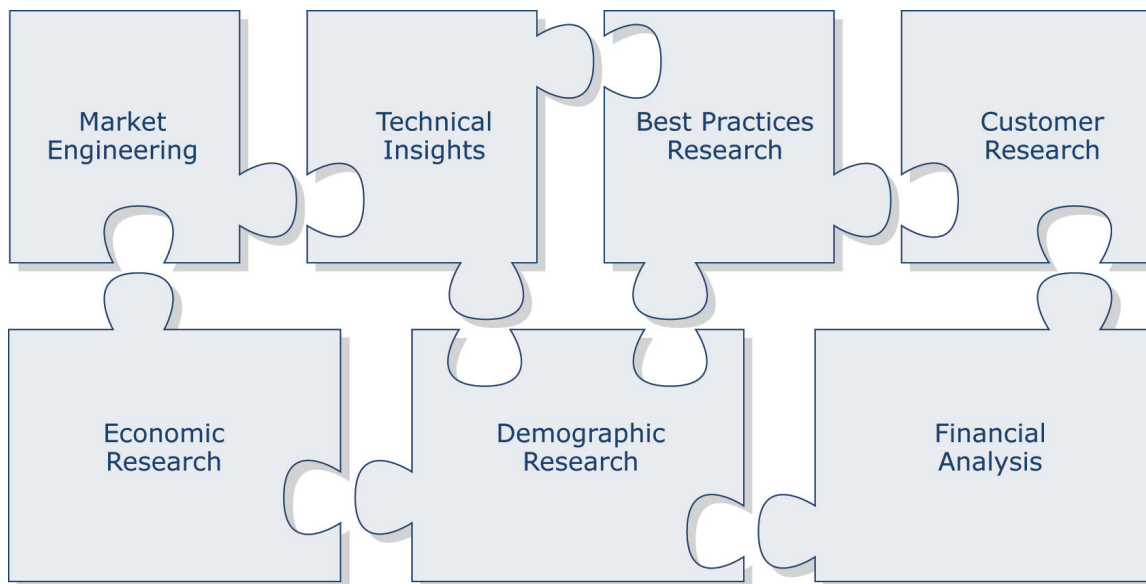 Market
Engineering
Technical
Insights
Best Practices
Research
Customer
Research
Economic
Research
Demographic
Research
Financial
Analysis